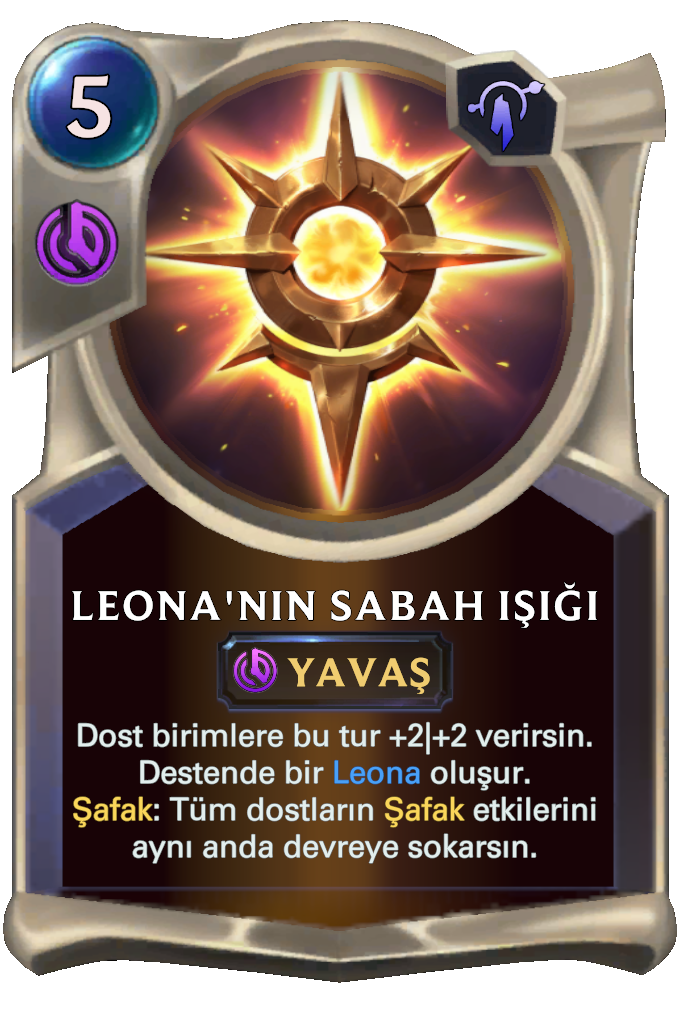 5
LEONA'NIN SABAH IŞIĞI
YAVAŞ
Dost birimlere bu tur +2|+2 verirsin.
Destende bir Leona oluşur.
Şafak: Tüm dostların Şafak etkilerini
aynı anda devreye sokarsın.